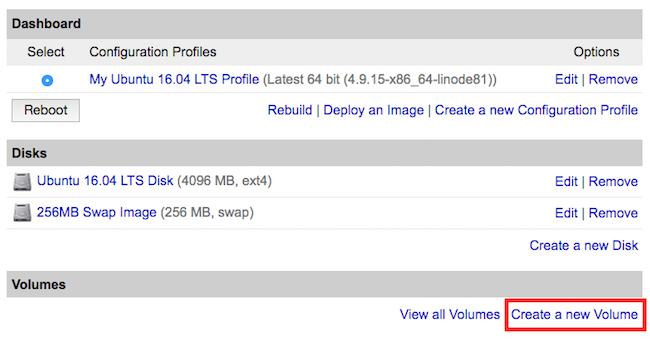 Dashboard
Select Configuration Profiles Options
My Ubuntu 16.04 LTS Profile (Latest 64 bit (4.9.15-x86_64-linode81)) Edit | Remove
Reboot Rebuild | Deploy an Image | Create a new Configuration Profile
Disks
Ubuntu 16.04 LTS Disk (4096 MB, ext4) Edit | Remove
256MB Swap Image (256 MB, swap) Edit | Remove
Create a new Disk
Volumes
View all Volumes Create a new Volume